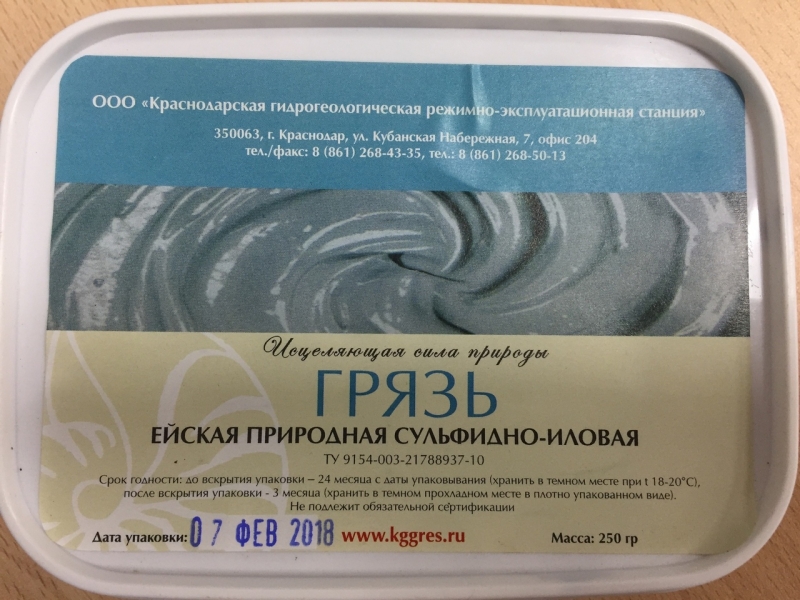 ООО «Краснодарская гидрогеологическая режимно-эксплуатационная станция»
350063, г. Краснодар, ул. Кубанская Набережная, 7, офис 204
тел./факс: 8 (861) 268-43-35, тел.: 8 (861) 268-50-13
Исцеляющая сила природы
ГРЯЗЬ
ЕЙСКАЯ ПРИРОДНАЯ СУЛЬФИДНО-ИЛОВАЯ
ТУ 9154-003-21788937-10
Срок годности: до вскрытия упаковки – 24 месяца с даты упаковывания (хранить в темном месте при t 18-20°С),
после вскрытия упаковки - 3 месяца (хранить в темном прохладном месте в плотно упакованном виде).
Не подлежит обязательной сертификации
Дата упаковки: 07 ФЕВ 2018 www.kggres.ru Масса: 250 гр